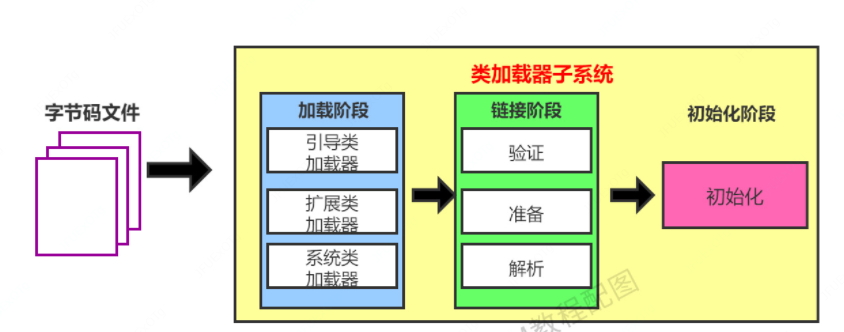 类加载器子系统
字节码文件
加载阶段
引导类
加载器
扩展类
加载器
系统类
加载器
链接阶段
验证
准备
解析
初始化阶段
初始化
教程配图